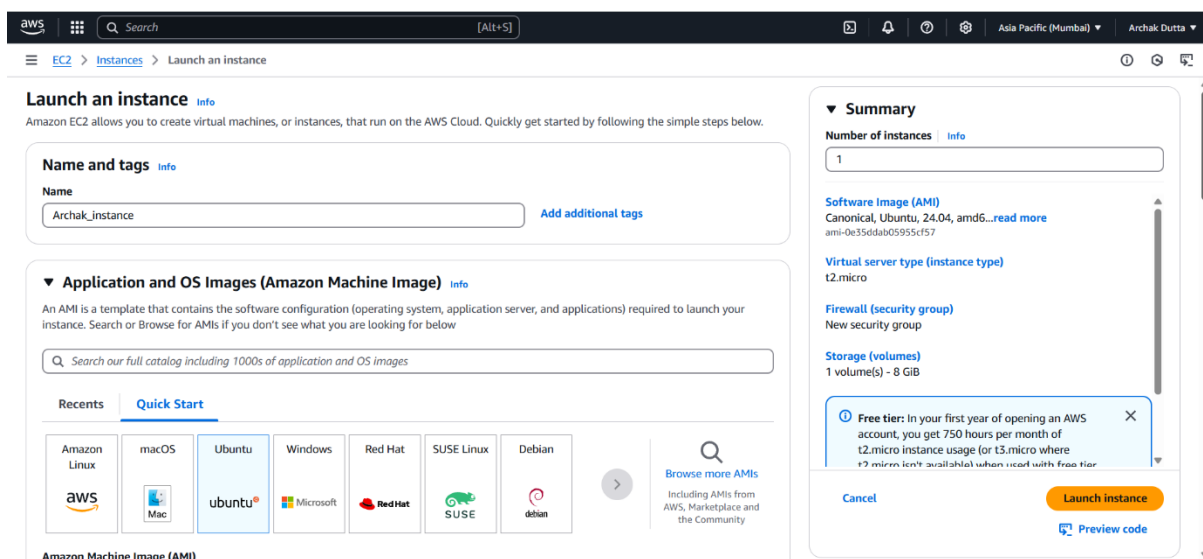 aws
Search [Alt+S]
Asia Pacific (Mumbai) ▼
Archak Dutta ▼
EC2 > Instances > Launch an instance
Launch an instance Info
Amazon EC2 allows you to create virtual machines, or instances, that run on the AWS Cloud. Quickly get started by following the simple steps below.
Name and tags Info
Name
Archak_instance
Add additional tags
▼ Application and OS Images (Amazon Machine Image) Info
An AMI is a template that contains the software configuration (operating system, application server, and applications) required to launch your
instance. Search or Browse for AMIs if you don't see what you are looking for
below
Search our full catalog including 1000s of application and OS images
Recents
Quick Start
Amazon
Linux
aws
macOS
Mac
Ubuntu
ubuntu
Windows
Microsoft
Red Hat
Red Hat
SUSE Linux
SUSE
Debian
debian
Browse more AMIs
Including AMIs from
AWS, Marketplace and
the Community
Amazon Machine Image (AMI)
▼ Summary
Number of instances Info
1
Software Image (AMI)
Canonical, Ubuntu, 24.04, amd6...read more
ami-0e35ddab05955cf57
Virtual server type (instance type)
t2.micro
Firewall (security group)
New security group
Storage (volumes)
1 volume(s) - 8 GiB
Free tier: In your first year of opening an AWS
account, you get 750 hours per month of
t2.micro instance usage (or t3.micro where
t2.micro isn't available) when used with free tier
Cancel
Launch instance
Preview code